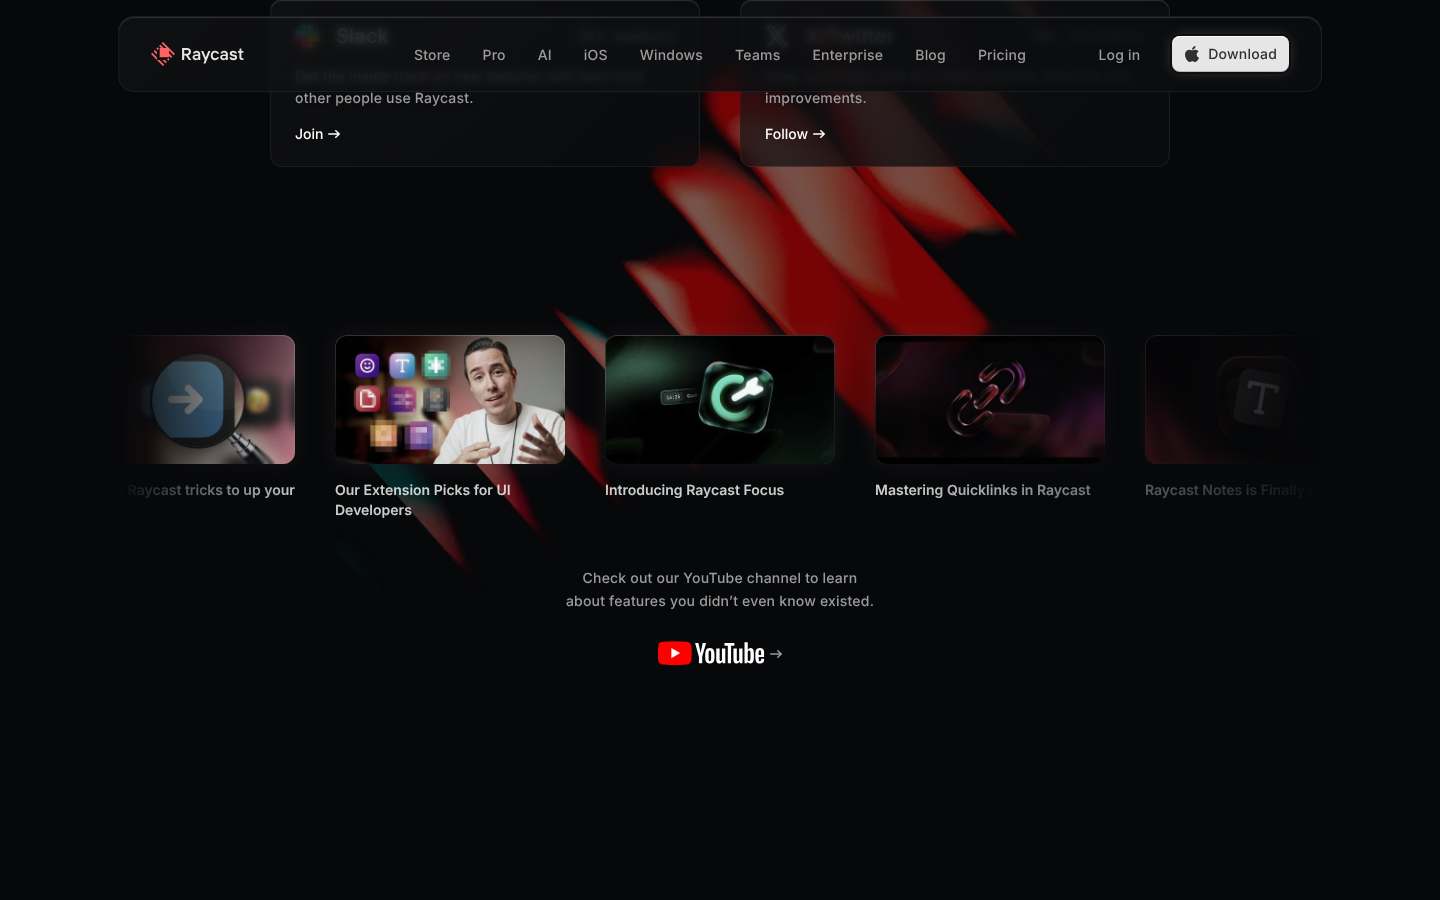 Raycast
Store
Pro
AI
iOS
Windows
Teams
Enterprise
Blog
Pricing
Log in
Download
Slack
other people use Raycast.
Join →
improvements.
Follow →
Raycast tricks to up your
Our Extension Picks for UI
Developers
Introducing Raycast Focus
Mastering Quicklinks in Raycast
Raycast Notes is Finally
Check out our YouTube channel to learn
about features you didn’t even know existed.
YouTube →